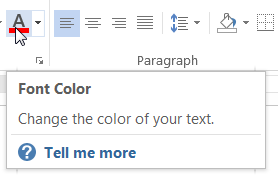 A
Paragraph
Font Color
Change the color of your text.
? Tell me more